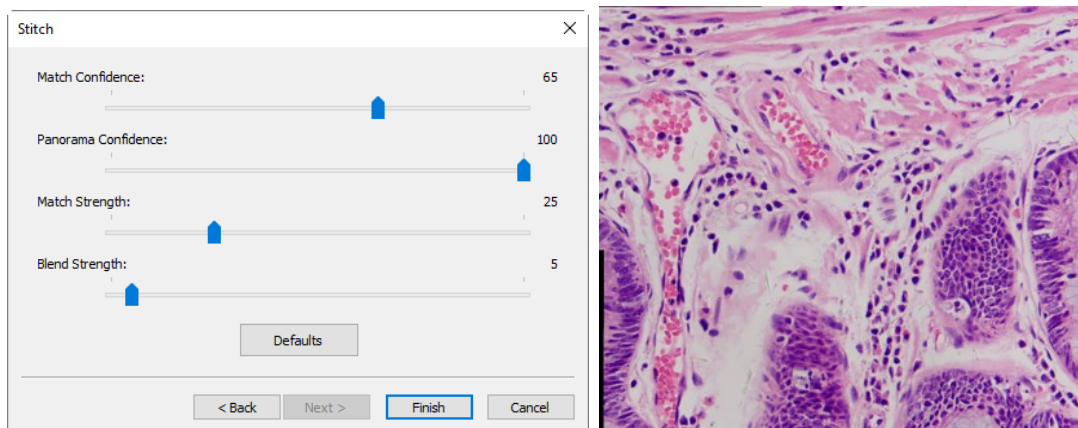 Stitch
Match Confidence: 65
Panorama Confidence: 100
Match Strength: 25
Blend Strength: 5
Defaults
< Back Next > Finish Cancel